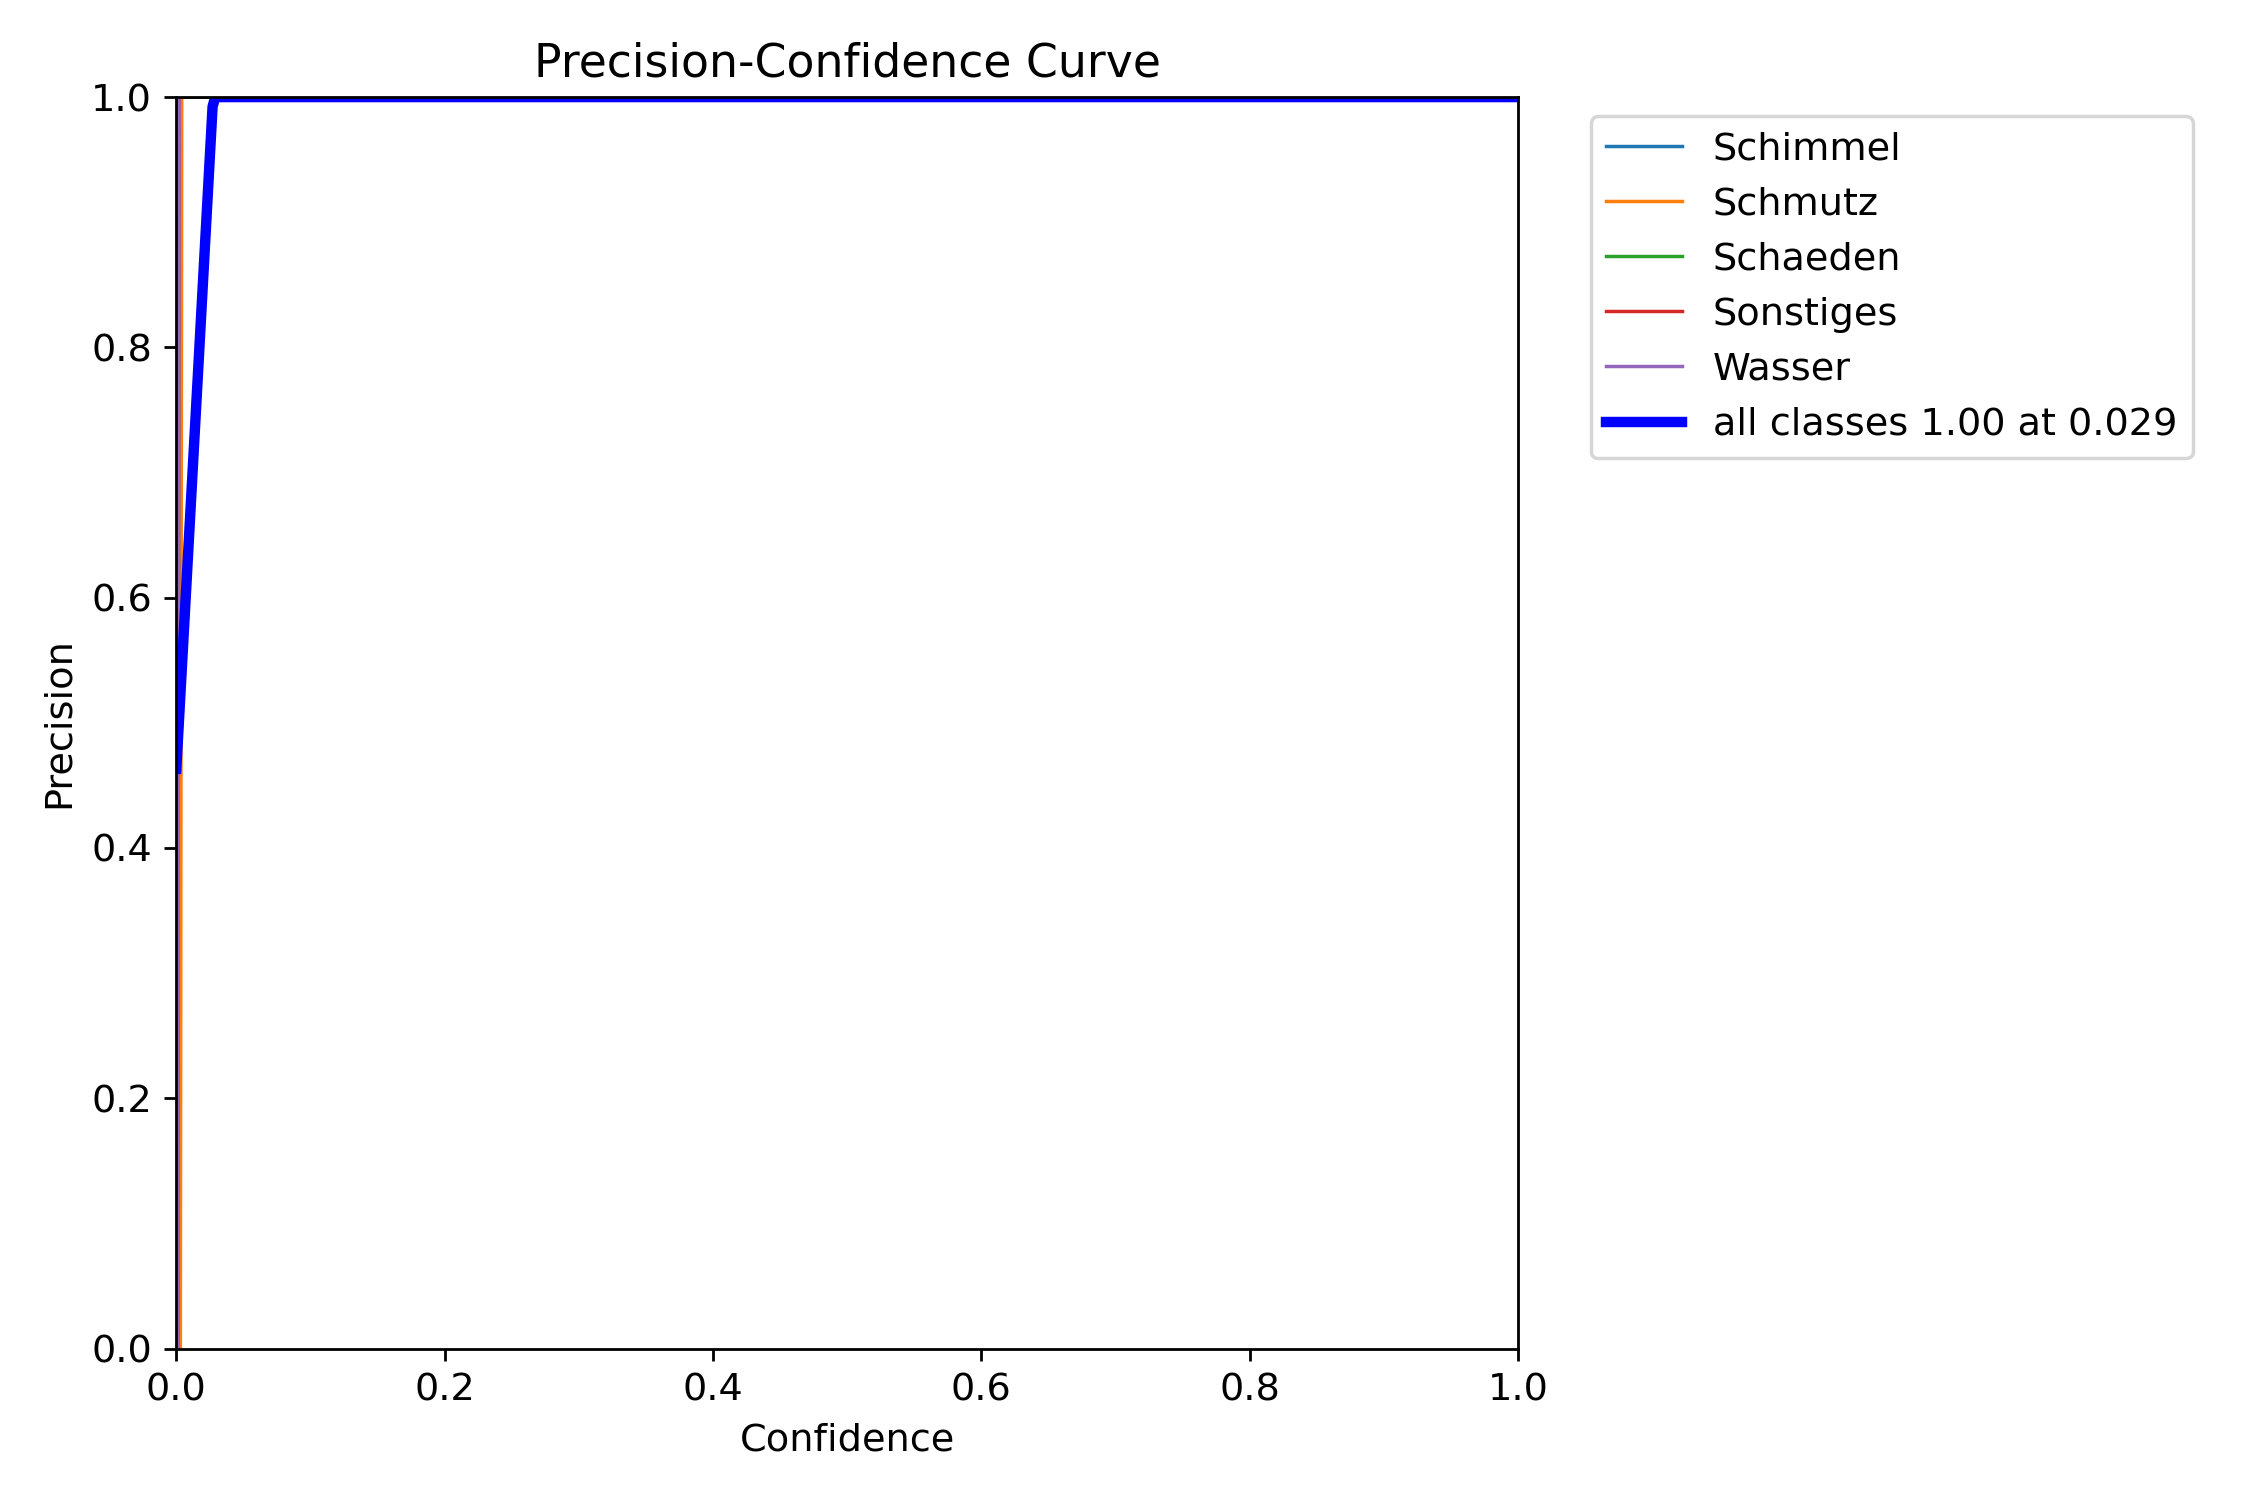 Precision-Confidence Curve
1.0
0.8
0.6
0.4
0.2
0.0
Precision
0.0 0.2 0.4 0.6 0.8 1.0
Confidence
Schimmel
Schmutz
Schaeden
Sonstiges
Wasser
all classes 1.00 at 0.029